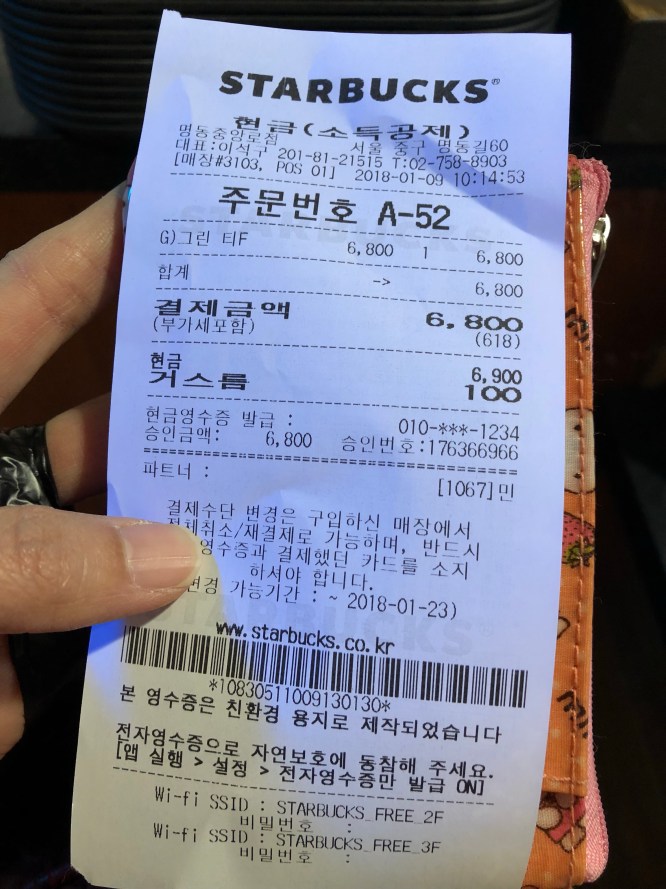 STARBUCKS®
현금(소득공제)
명동중앙로점 서울 중구 명동길60
대표:이석구 201-81-21515 T:02-758-8903
[매장#3103, POS 01] 2018-01-09 10:14:53
주문번호 A-52
G)그린 티F 6,800 1 6,800
합계 -> 6,800
결제금액 6,800
(부가세포함) (618)
현금 6,900
거스름 100
현금영수증 발급 : 010-***-1234
승인금액: 6,800 승인번호:176366966
파트너 : [1067]민
결제수단 변경은 구입하신 매장에서
전체취소/재결제로 가능하며, 반드시
영수증과 결제했던 카드를 소지
하셔야 합니다.
변경 가능기간 : ~ 2018-01-23)
www.starbucks.co.kr
*10830511009130130*
본 영수증은 친환경 용지로 제작되었습니다
전자영수증으로 자연보호에 동참해 주세요.
[앱 실행 > 설정 > 전자영수증만 발급 ON]
Wi-fi SSID : STARBUCKS_FREE_2F
비밀번호 :
Wi-fi SSID : STARBUCKS_FREE_3F
비밀번호 :